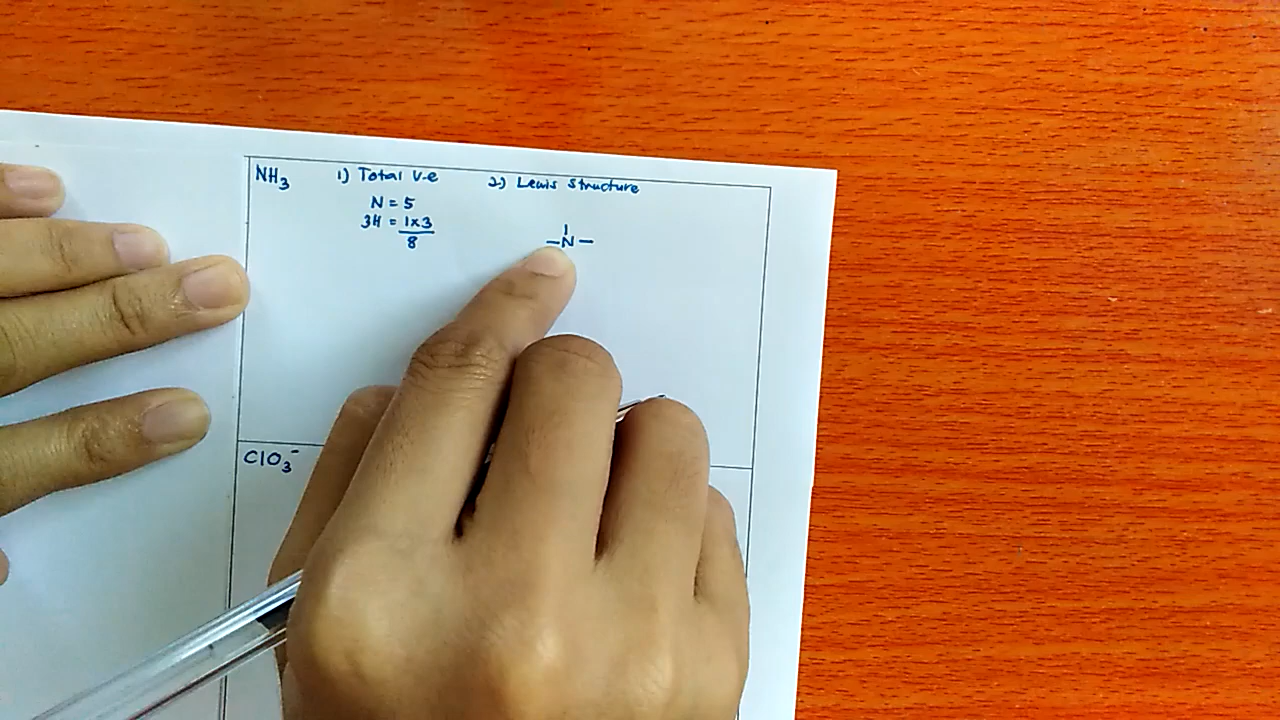 NH3 1) Total V-e 2) Lewis Structure
N = 5
3H = 1x3
8
-N-
ClO3-